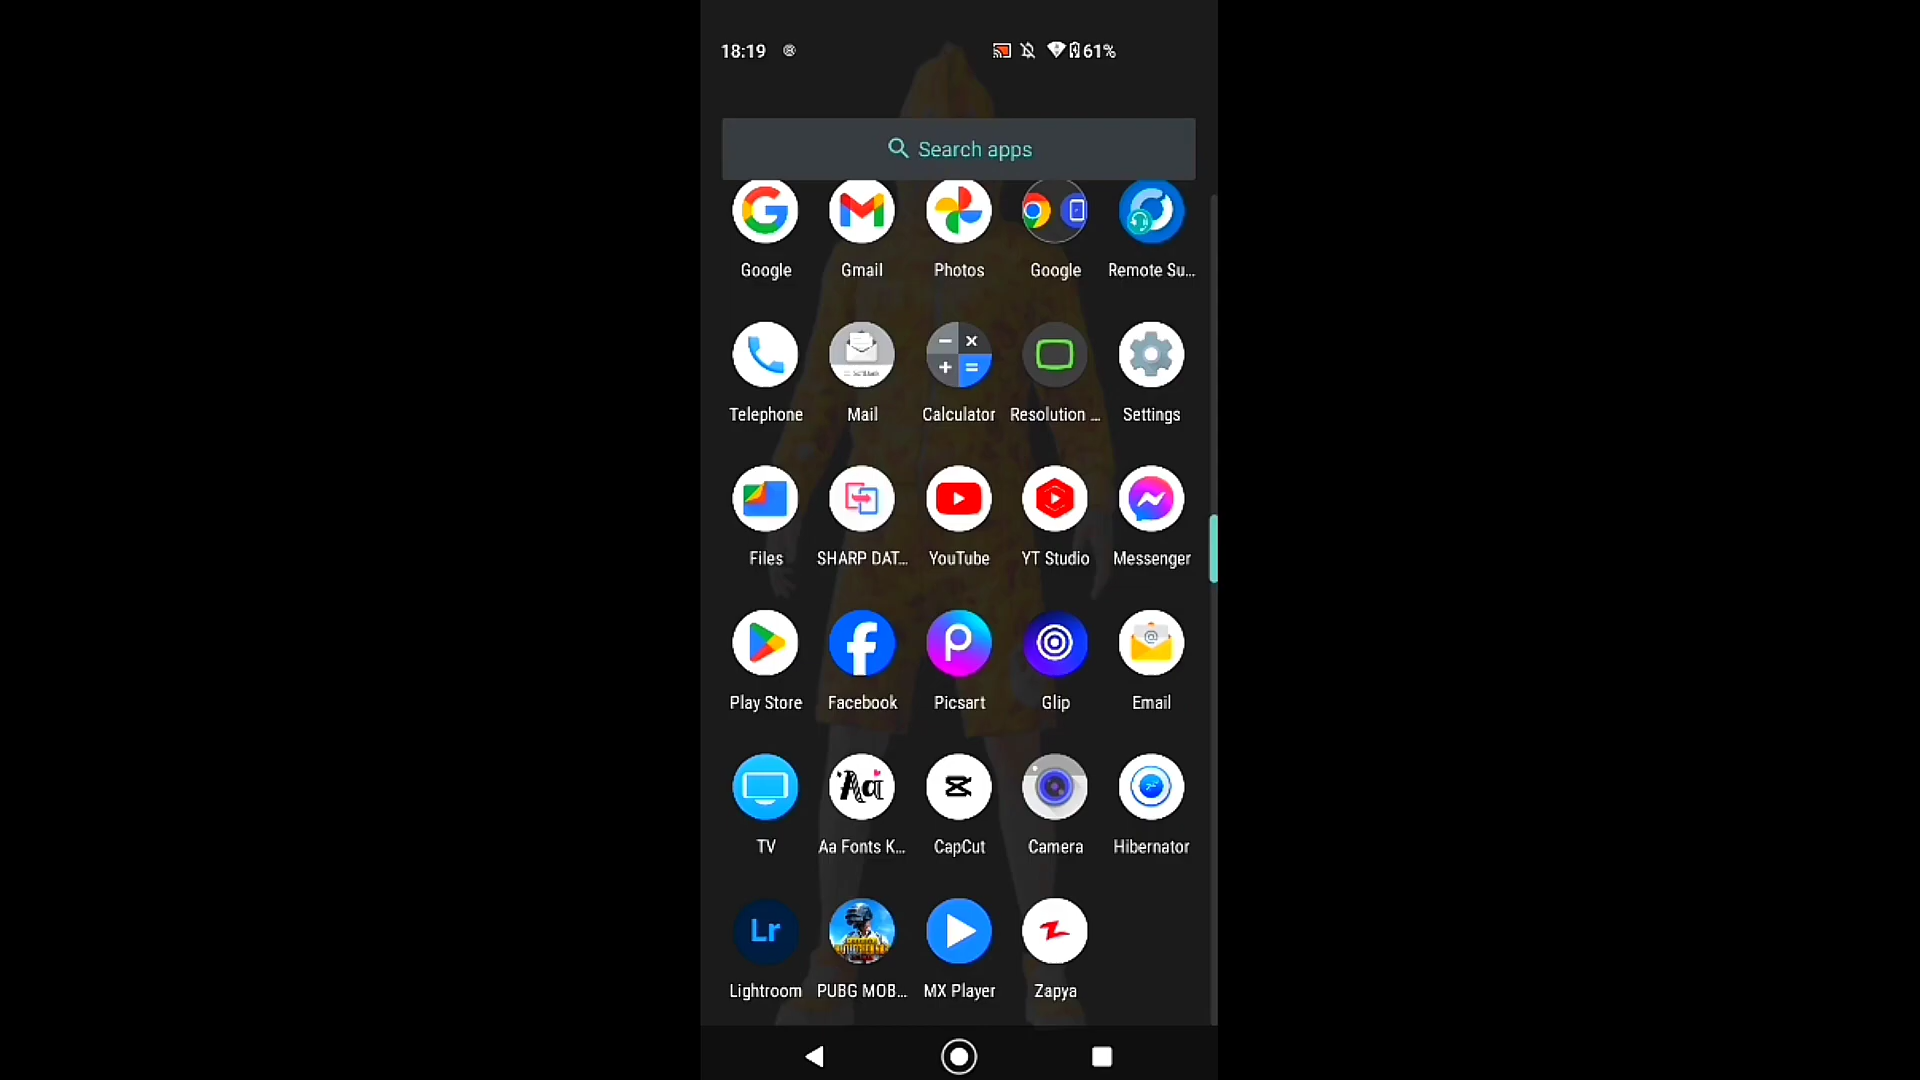 18:19 61%
Search apps
Google Gmail Photos Google Remote Su...
Telephone Mail Calculator Resolution ... Settings
Files SHARP DAT... YouTube YT Studio Messenger
Play Store Facebook Picsart Glip Email
Aa
TV Aa Fonts K... CapCut Camera Hibernator
Lr
Lightroom PUBG MOB... MX Player Zapya